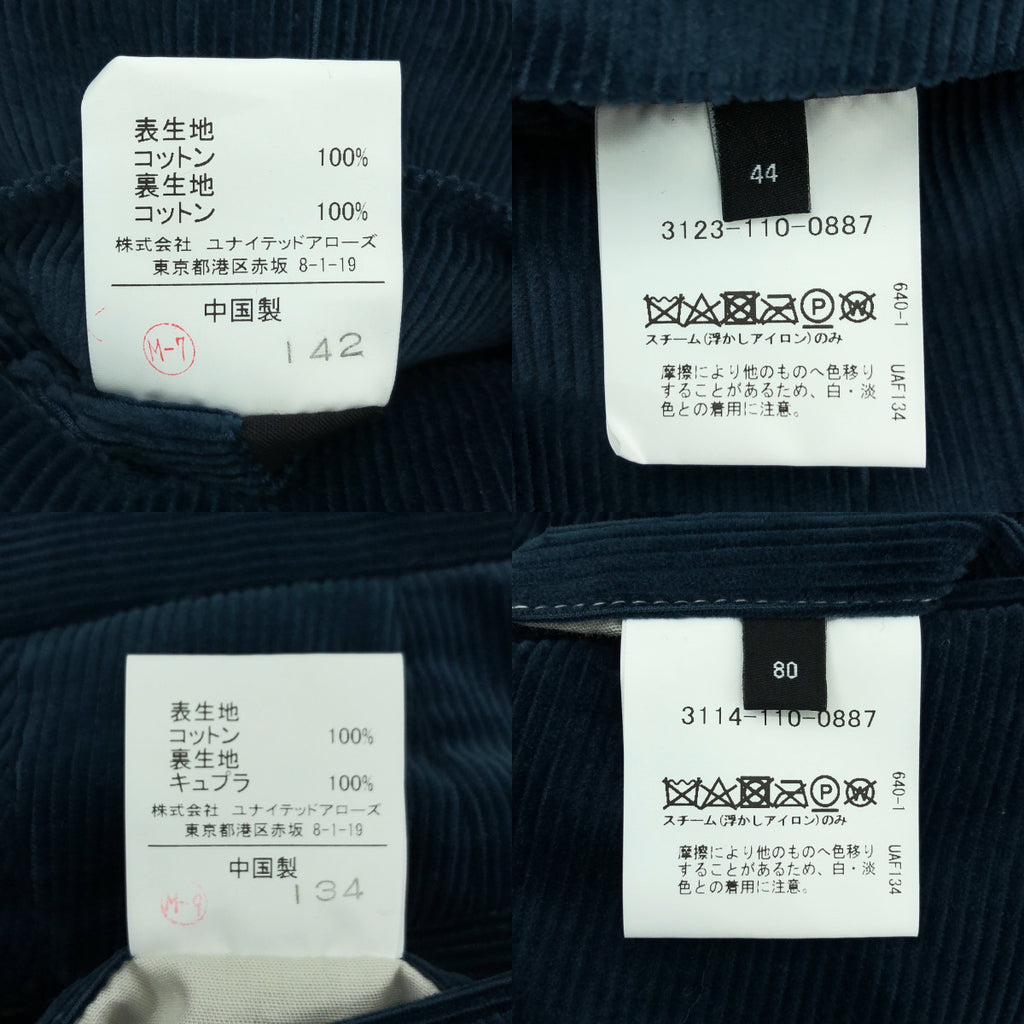 表生地
コットン 100%
裏生地
コットン 100%
株式会社 ユナイテッドアローズ
東京都港区赤坂 8-1-19
中国製
M-7
142
44
3123-110-0887
P W
スチーム(浮かしアイロン)のみ
摩擦により他のものへ色移り
することがあるため、白・淡
色との着用に注意。
640-1 UAF134
表生地
コットン 100%
裏生地
キュプラ 100%
株式会社 ユナイテッドアローズ
東京都港区赤坂 8-1-19
中国製
M-9
134
80
3114-110-0887
P W
スチーム(浮かしアイロン)のみ
摩擦により他のものへ色移り
することがあるため、白・淡
色との着用に注意。
640-1 UAF134